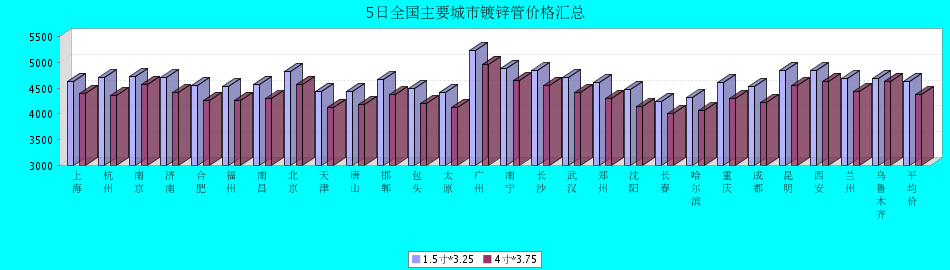 5日全国主要城市镀锌管价格汇总
5500
5000
4500
4000
3500
3000
上海 杭州 南京 济南 合肥 福州 南昌 北京 天津 唐山 邯郸 包头 太原 广州 南宁 长沙 武汉 郑州 沈阳 长春 哈尔滨 重庆 成都 昆明 西安 兰州 乌鲁木齐 平均价
1.5寸*3.25 4寸*3.75